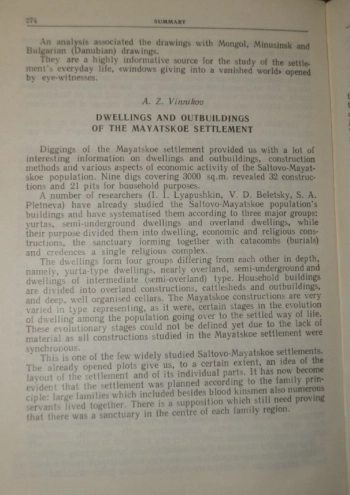 274
SUMMARY
An analysis associated the drawings with Mongol, Minusinsk and
Bulgarian (Danubian) drawings.
They are a highly informative source for the study of the settle-
ment's everyday life, «windows giving into a vanished world» opened
by eye-witnesses.
A. Z. Vinnikov
DWELLINGS AND OUTBUILDINGS
OF THE MAYATSKOE SETTLEMENT
Diggings of the Mayatskoe settlement provided us with a lot of
interesting information on dwellings and outbuildings, construction
methods and various aspects of economic activity of the Saltovo-Mayat-
skoe population. Nine digs covering 3000 sq.m. revealed 32 construc-
tions and 21 pits for household purposes.
A number of researchers (I. I. Lyapushkin, V. D. Beletsky, S. A.
Pletneva) have already studied the Saltovo-Mayatskoe population's
buildings and have systematised them according to three major groups:
yurtas, semi-underground dwellings and overland dwellings, while
their purpose divided them into dwelling, economic and religious cons-
tructions, the sanctuary forming together with catacombs (burials)
and credences a single religious complex.
The dwellings form four groups differing from each other in depth,
namely, yurta-type dwellings, nearly overland, semi-underground and
dwellings of intermediate («emi-overland) type. Household buildings
are divided into overland constructions, cattlesheds and outbuildings,
and deep, well organised cellars. The Mayatskoe constructions are very
varied in type representing, as it were, certain stages in the evolution
of dwelling among the population going over to the settled way of life.
These evolutionary stages could not be defined yet due to the lack of
material as all constructions studied in the Mayatskoe settlement were
synchronous.
This is one of the few widely studied Saltovo-Mayatskoe settlements.
The already opened plots give us, to a certain extent, an idea of the
layout of the settlement and of its individual parts. It has now become
evident that the settlement was planned according to the family prin-
ciple: large families which included besides blood kinsmen also numerous
servants lived together. There is a supposition which still need proving
that there was a sanctuary in the centre of each family region.